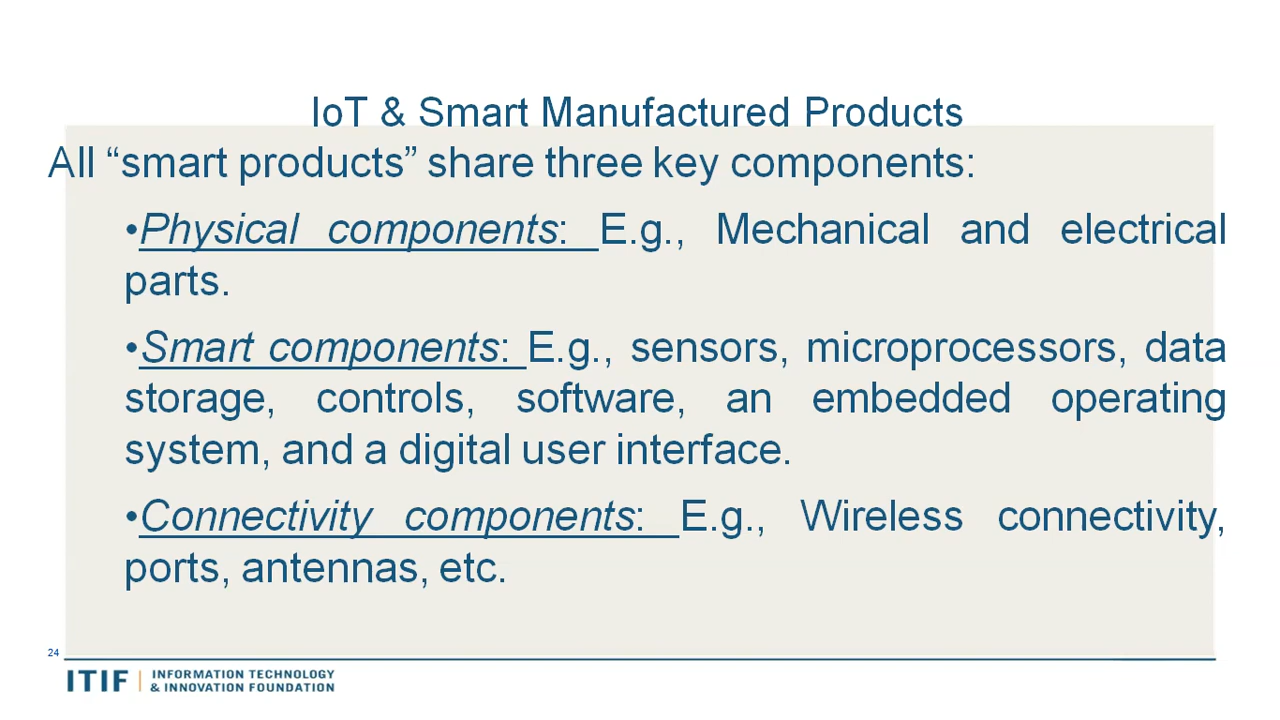 IoT & Smart Manufactured Products
All “smart products” share three key components:
•Physical components: E.g., Mechanical and electrical
parts.
•Smart components: E.g., sensors, microprocessors, data
storage, controls, software, an embedded operating
system, and a digital user interface.
•Connectivity components: E.g., Wireless connectivity,
ports, antennas, etc.
24
ITIF | INFORMATION TECHNOLOGY
& INNOVATION FOUNDATION